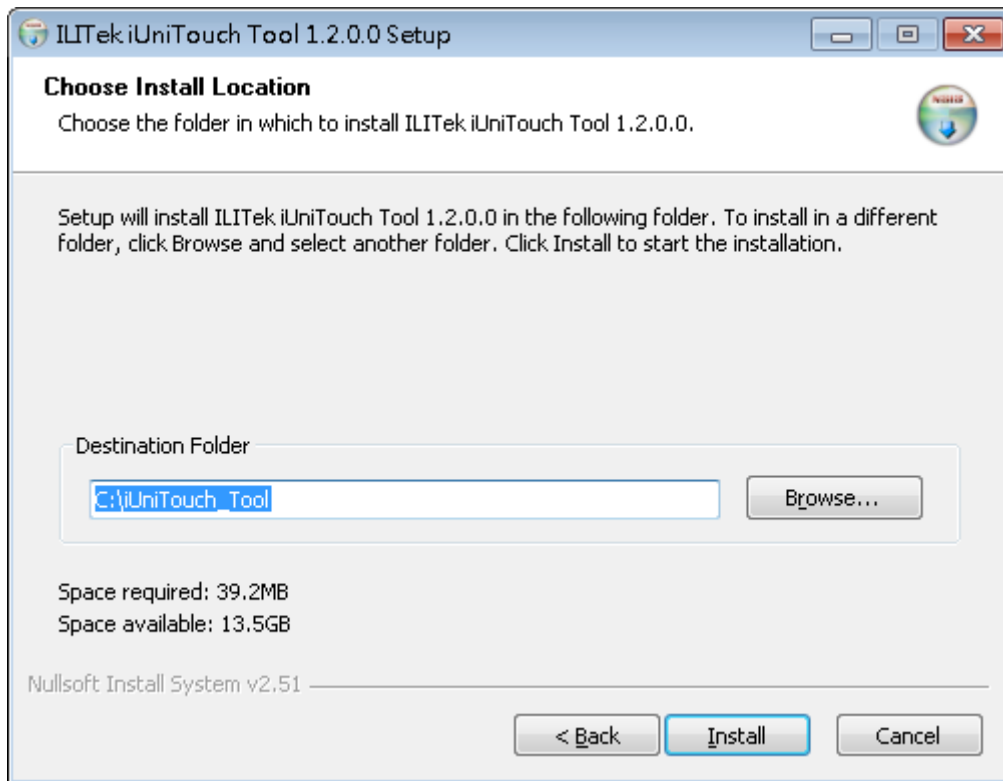 ILITek iUniTouch Tool 1.2.0.0 Setup
Choose Install Location
Choose the folder in which to install ILITek iUniTouch Tool 1.2.0.0.
NSIS
Setup will install ILITek iUniTouch Tool 1.2.0.0 in the following folder. To install in a different
folder, click Browse and select another folder. Click Install to start the installation.
Destination Folder
C:\iUniTouch_Tool
Browse...
Space required: 39.2MB
Space available: 13.5GB
Nullsoft Install System v2.51
< Back
Install
Cancel